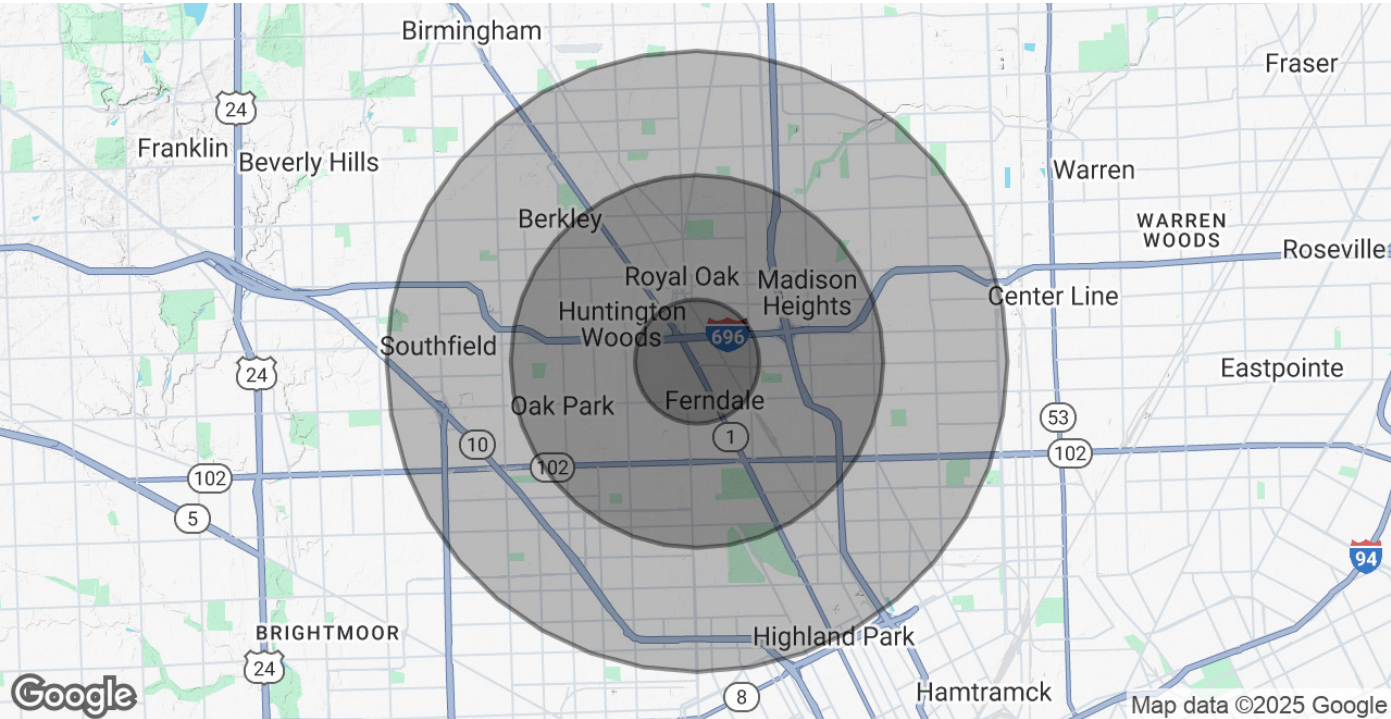 Birmingham
Fraser
24
Franklin
Beverly Hills
Warren
Berkley
WARREN
WOODS
Roseville
Royal Oak
Madison
Heights
Center Line
Huntington
Woods
696
Southfield
24
Eastpointe
Oak Park
Ferndale
53
1
10
102
102
102
5
94
BRIGHTMOOR
Highland Park
24
Google
8
Hamtramck
Map data ©2025 Google